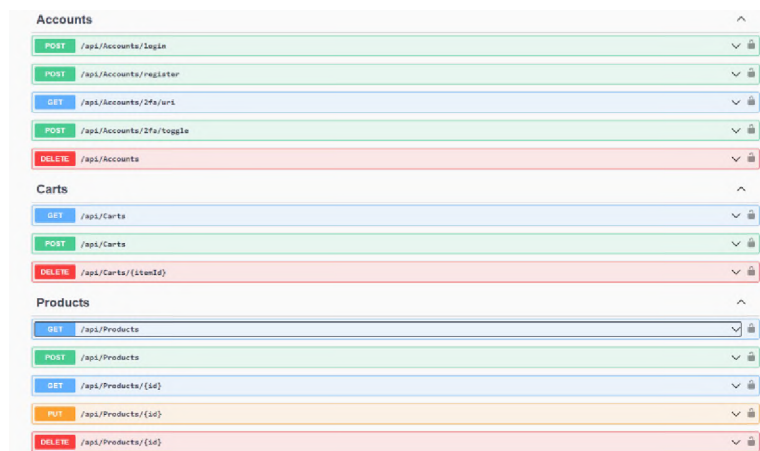 Accounts
POST /api/Accounts/login
POST /api/Accounts/register
GET /api/Accounts/2fa/uri
POST /api/Accounts/2fa/toggle
DELETE /api/Accounts
Carts
GET /api/Carts
POST /api/Carts
DELETE /api/Carts/{itemId}
Products
GET /api/Products
POST /api/Products
GET /api/Products/{id}
PUT /api/Products/{id}
DELETE /api/Products/{id}